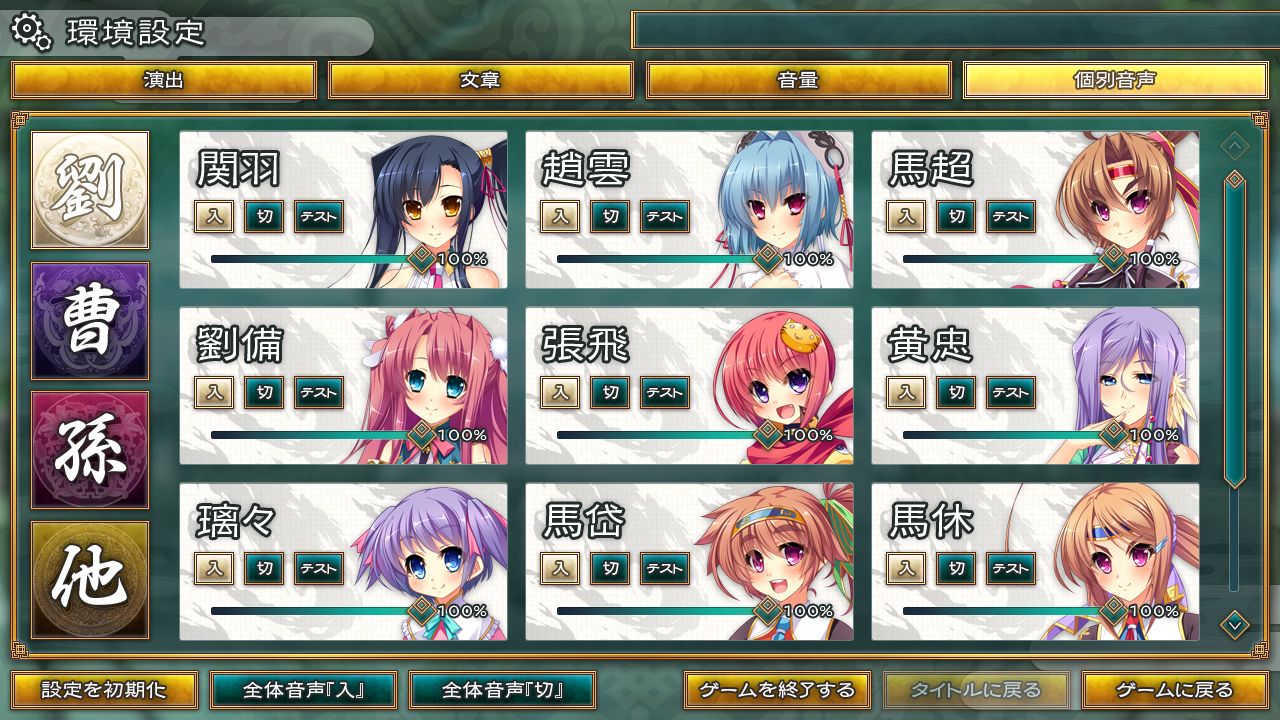 環境設定
演出
文章
音量
個別音声
劉
曹
孫
他
関羽
入
切
テスト
100%
趙雲
入
切
テスト
100%
馬超
入
切
テスト
100%
劉備
入
切
テスト
100%
張飛
入
切
テスト
100%
黄忠
入
切
テスト
100%
璃々
入
切
テスト
100%
馬岱
入
切
テスト
100%
馬休
入
切
テスト
100%
設定を初期化
全体音声『入』
全体音声『切』
ゲームを終了する
タイトルに戻る
ゲームに戻る